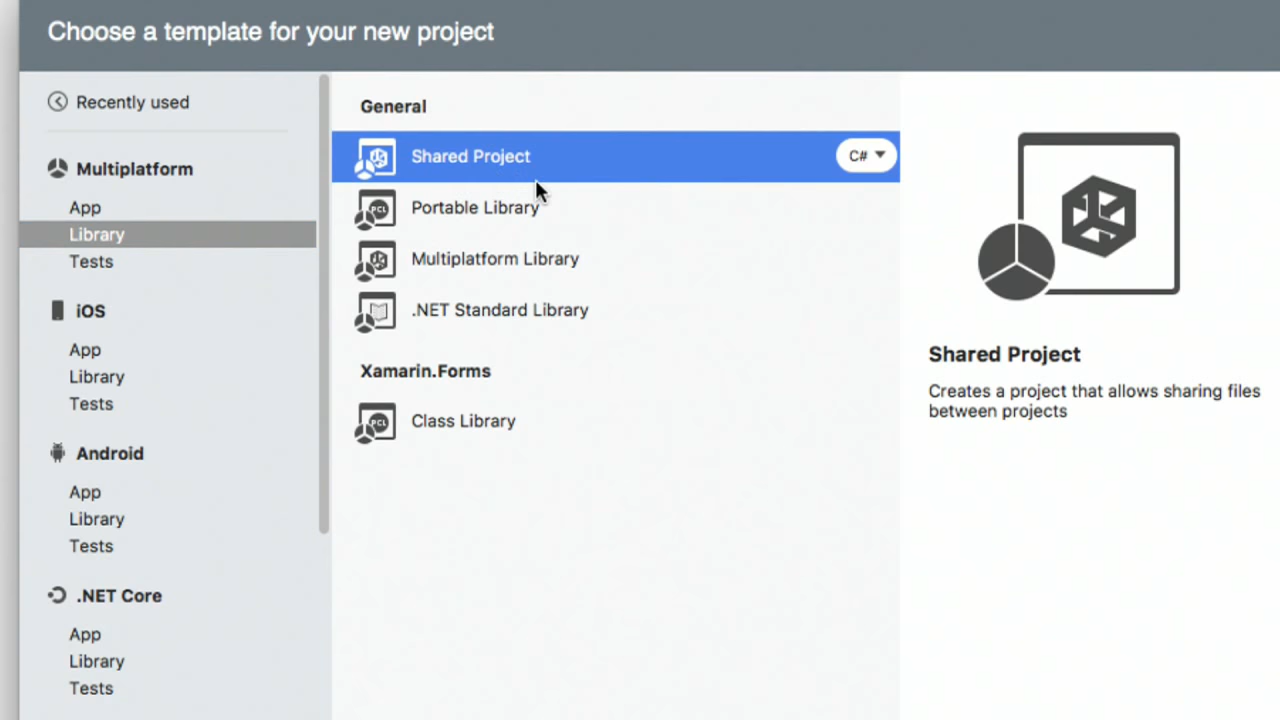 Choose a template for your new project
Recently used
Multiplatform
App
Library
Tests
iOS
App
Library
Tests
Android
App
Library
Tests
.NET Core
App
Library
Tests
General
Shared Project
C#
Portable Library
PCL
Multiplatform Library
.NET Standard Library
Xamarin.Forms
Class Library
PCL
Shared Project
Creates a project that allows sharing files
between projects